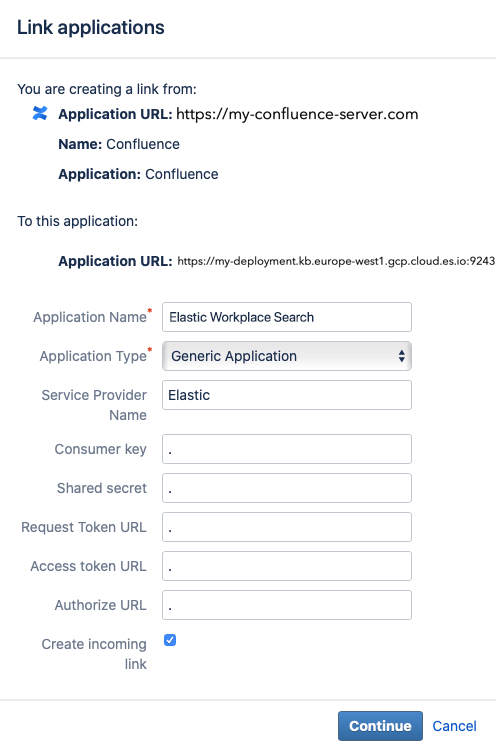 Link applications
You are creating a link from:
Application URL: https://my-confluence-server.com
Name: Confluence
Application: Confluence
To this application:
Application URL: https://my-deployment.kb.europe-west1.gcp.cloud.es.io:9243
Application Name* Elastic Workplace Search
Application Type* Generic Application
Service Provider Elastic
Name
Consumer key .
Shared secret .
Request Token URL .
Access token URL .
Authorize URL .
Create incoming
link
Continue Cancel